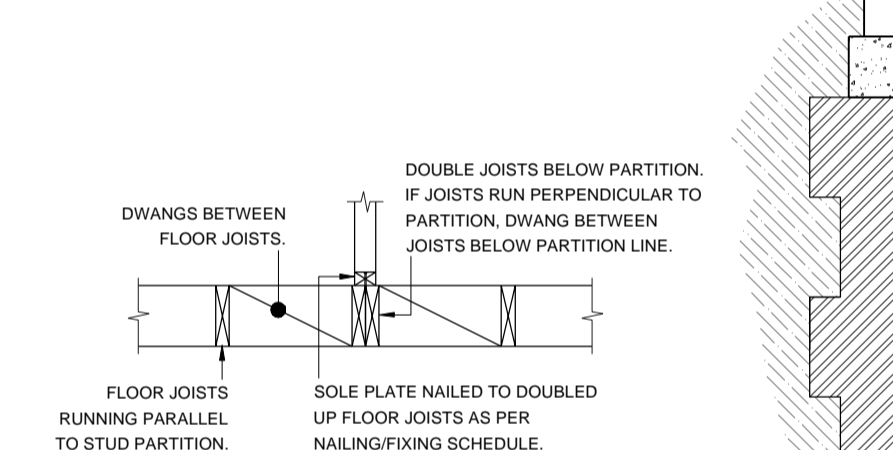 DOUBLE JOISTS BELOW PARTITION.
IF JOISTS RUN PERPENDICULAR TO
PARTITION, DWANG BETWEEN
JOISTS BELOW PARTITION LINE.
DWANGS BETWEEN
FLOOR JOISTS.
FLOOR JOISTS
RUNNING PARALLEL
TO STUD PARTITION.
SOLE PLATE NAILED TO DOUBLED
UP FLOOR JOISTS AS PER
NAILING/FIXING SCHEDULE.